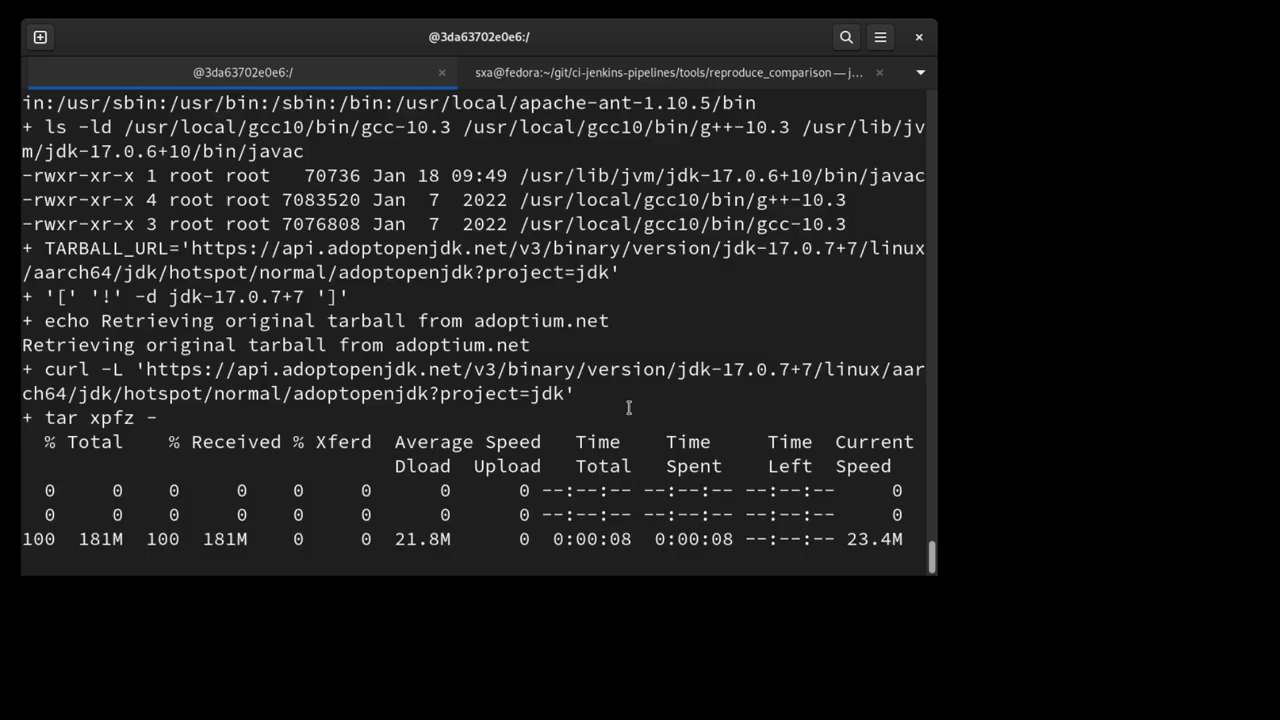 @3da63702e0e6:/
@3da63702e0e6:/ × sxa@fedora:~/git/ci-jenkins-pipelines/tools/reproduce_comparison — j... ×
in:/usr/sbin:/usr/bin:/sbin:/bin:/usr/local/apache-ant-1.10.5/bin
+ ls -ld /usr/local/gcc10/bin/gcc-10.3 /usr/local/gcc10/bin/g++-10.3 /usr/lib/jv
m/jdk-17.0.6+10/bin/javac
-rwxr-xr-x 1 root root   70736 Jan 18 09:49 /usr/lib/jvm/jdk-17.0.6+10/bin/javac
-rwxr-xr-x 4 root root 7083520 Jan  7  2022 /usr/local/gcc10/bin/g++-10.3
-rwxr-xr-x 3 root root 7076808 Jan  7  2022 /usr/local/gcc10/bin/gcc-10.3
+ TARBALL_URL='https://api.adoptopenjdk.net/v3/binary/version/jdk-17.0.7+7/linux
/aarch64/jdk/hotspot/normal/adoptopenjdk?project=jdk'
+ '[' '!' -d jdk-17.0.7+7 ']'
+ echo Retrieving original tarball from adoptium.net
Retrieving original tarball from adoptium.net
+ curl -L 'https://api.adoptopenjdk.net/v3/binary/version/jdk-17.0.7+7/linux/aar
ch64/jdk/hotspot/normal/adoptopenjdk?project=jdk'
+ tar xpfz -
  % Total    % Received % Xferd  Average Speed   Time    Time     Time  Current
                                 Dload  Upload   Total   Spent    Left  Speed
  0     0    0     0    0     0      0      0 --:--:-- --:--:-- --:--:--     0
  0     0    0     0    0     0      0      0 --:--:-- --:--:-- --:--:--     0
100  181M  100  181M    0     0  21.8M      0  0:00:08  0:00:08 --:--:-- 23.4M